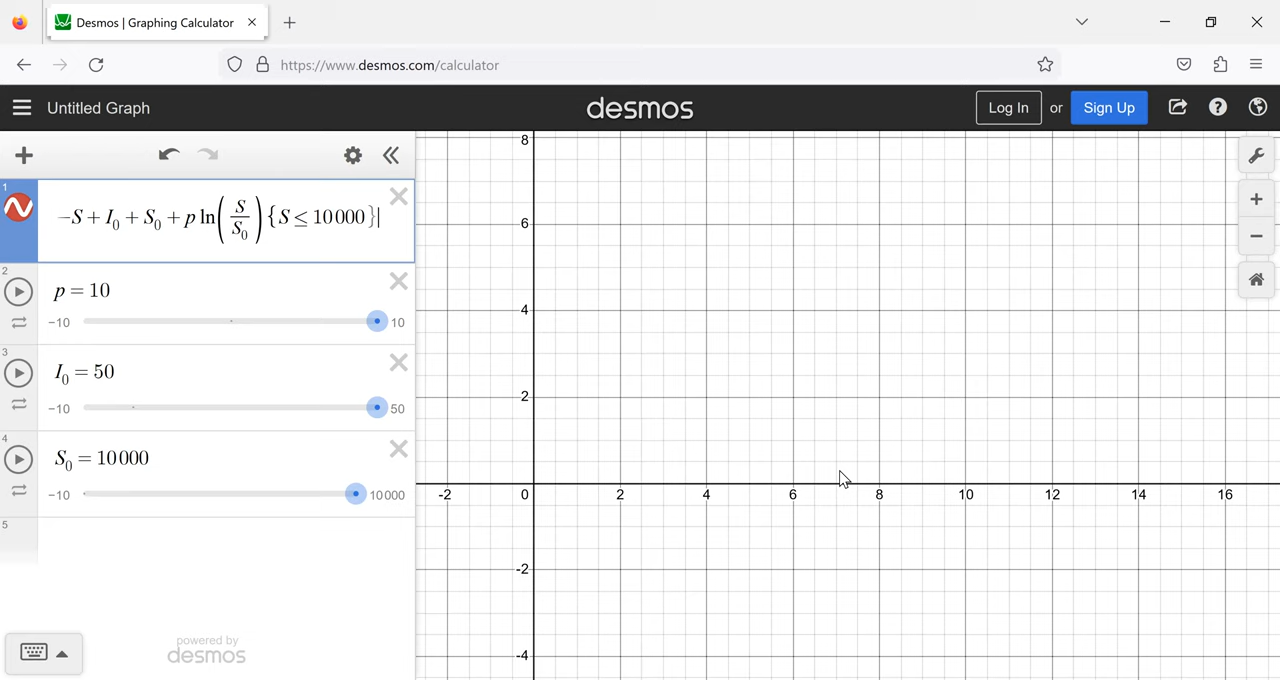 Desmos | Graphing Calculator
https://www.desmos.com/calculator
Untitled Graph
desmos
Log In or Sign Up
1
−S + I₀ + S₀ + p ln(S/S₀) {S ≤ 10000}
2
p = 10
−10 10
3
I₀ = 50
−10 50
4
S₀ = 10000
−10 10000
5
powered by
desmos
8
6
4
2
-2 0 2 4 6 8 10 12 14 16
-2
-4